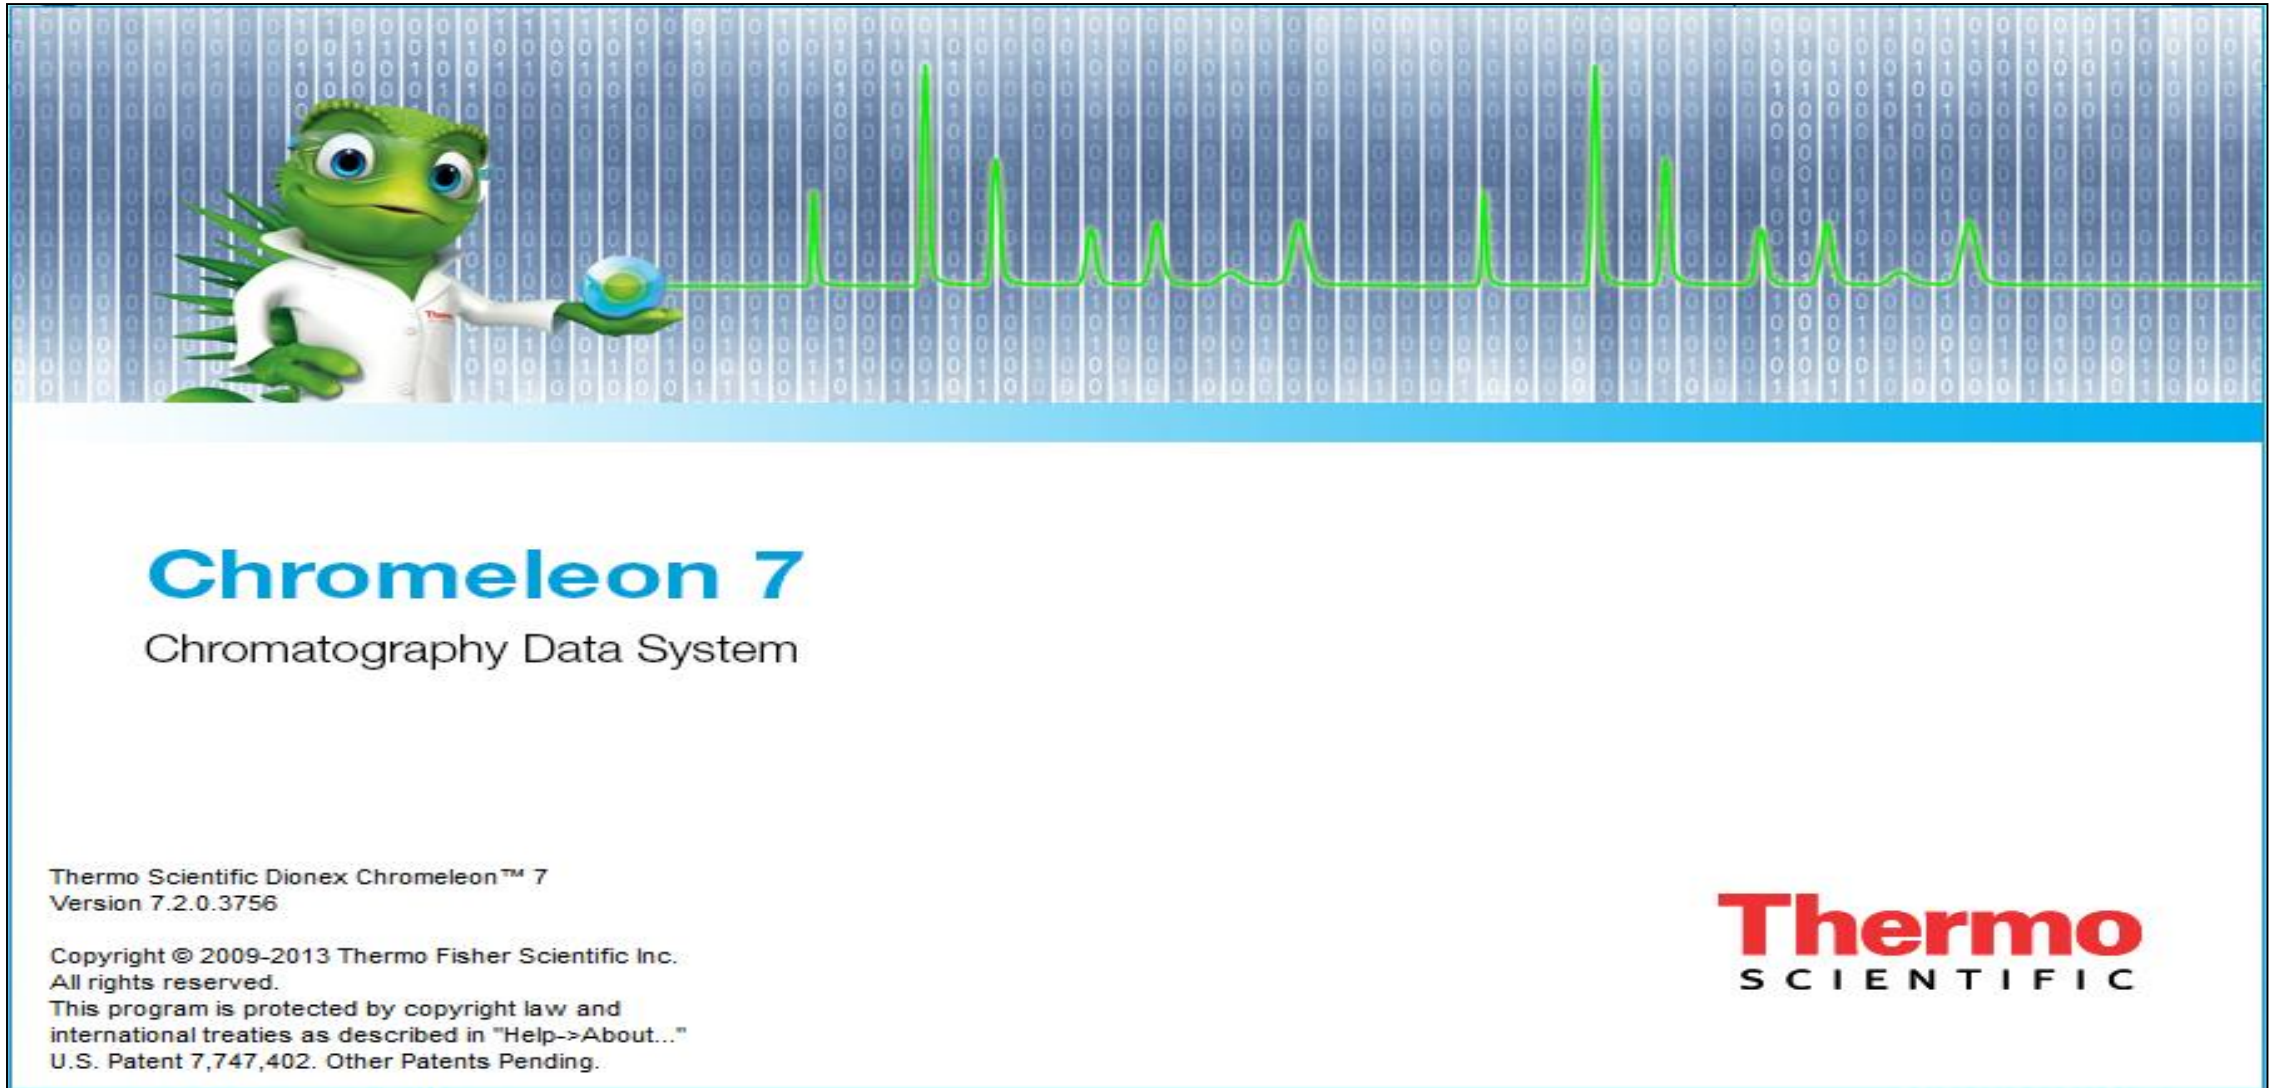 Thermo
Chromeleon 7
Chromatography Data System
Thermo Scientific Dionex Chromeleon™ 7
Version 7.2.0.3756
Copyright © 2009-2013 Thermo Fisher Scientific Inc.
All rights reserved.
This program is protected by copyright law and
international treaties as described in "Help->About..."
U.S. Patent 7,747,402. Other Patents Pending.
Thermo
SCIENTIFIC